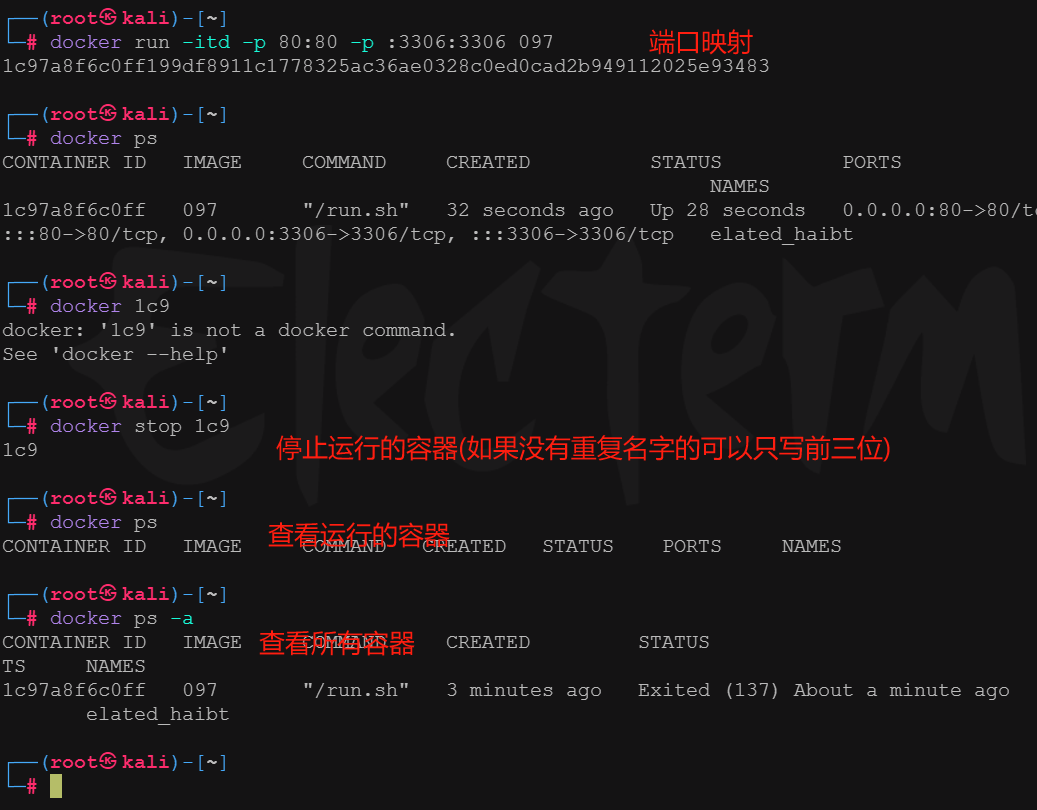 ┌──(root㉿kali)-[~]
└─# docker run -itd -p 80:80 -p :3306:3306 097 端口映射
1c97a8f6c0ff199df8911c1778325ac36ae0328c0ed0cad2b949112025e93483
┌──(root㉿kali)-[~]
└─# docker ps
CONTAINER ID IMAGE COMMAND CREATED STATUS PORTS
NAMES
1c97a8f6c0ff 097 "/run.sh" 32 seconds ago Up 28 seconds 0.0.0.0:80->80/tc
:::80->80/tcp, 0.0.0.0:3306->3306/tcp, :::3306->3306/tcp elated_haibt
┌──(root㉿kali)-[~]
└─# docker 1c9
docker: '1c9' is not a docker command.
See 'docker --help'
┌──(root㉿kali)-[~]
└─# docker stop 1c9
1c9 停止运行的容器(如果没有重复名字的可以只写前三位)
┌──(root㉿kali)-[~]
└─# docker ps
查看运行的容器
CONTAINER ID IMAGE COMMAND CREATED STATUS PORTS NAMES
┌──(root㉿kali)-[~]
└─# docker ps -a
CONTAINER ID IMAGE COMMAND CREATED STATUS
查看所有容器
TS NAMES
1c97a8f6c0ff 097 "/run.sh" 3 minutes ago Exited (137) About a minute ago
elated_haibt
┌──(root㉿kali)-[~]
└─#
Electerm